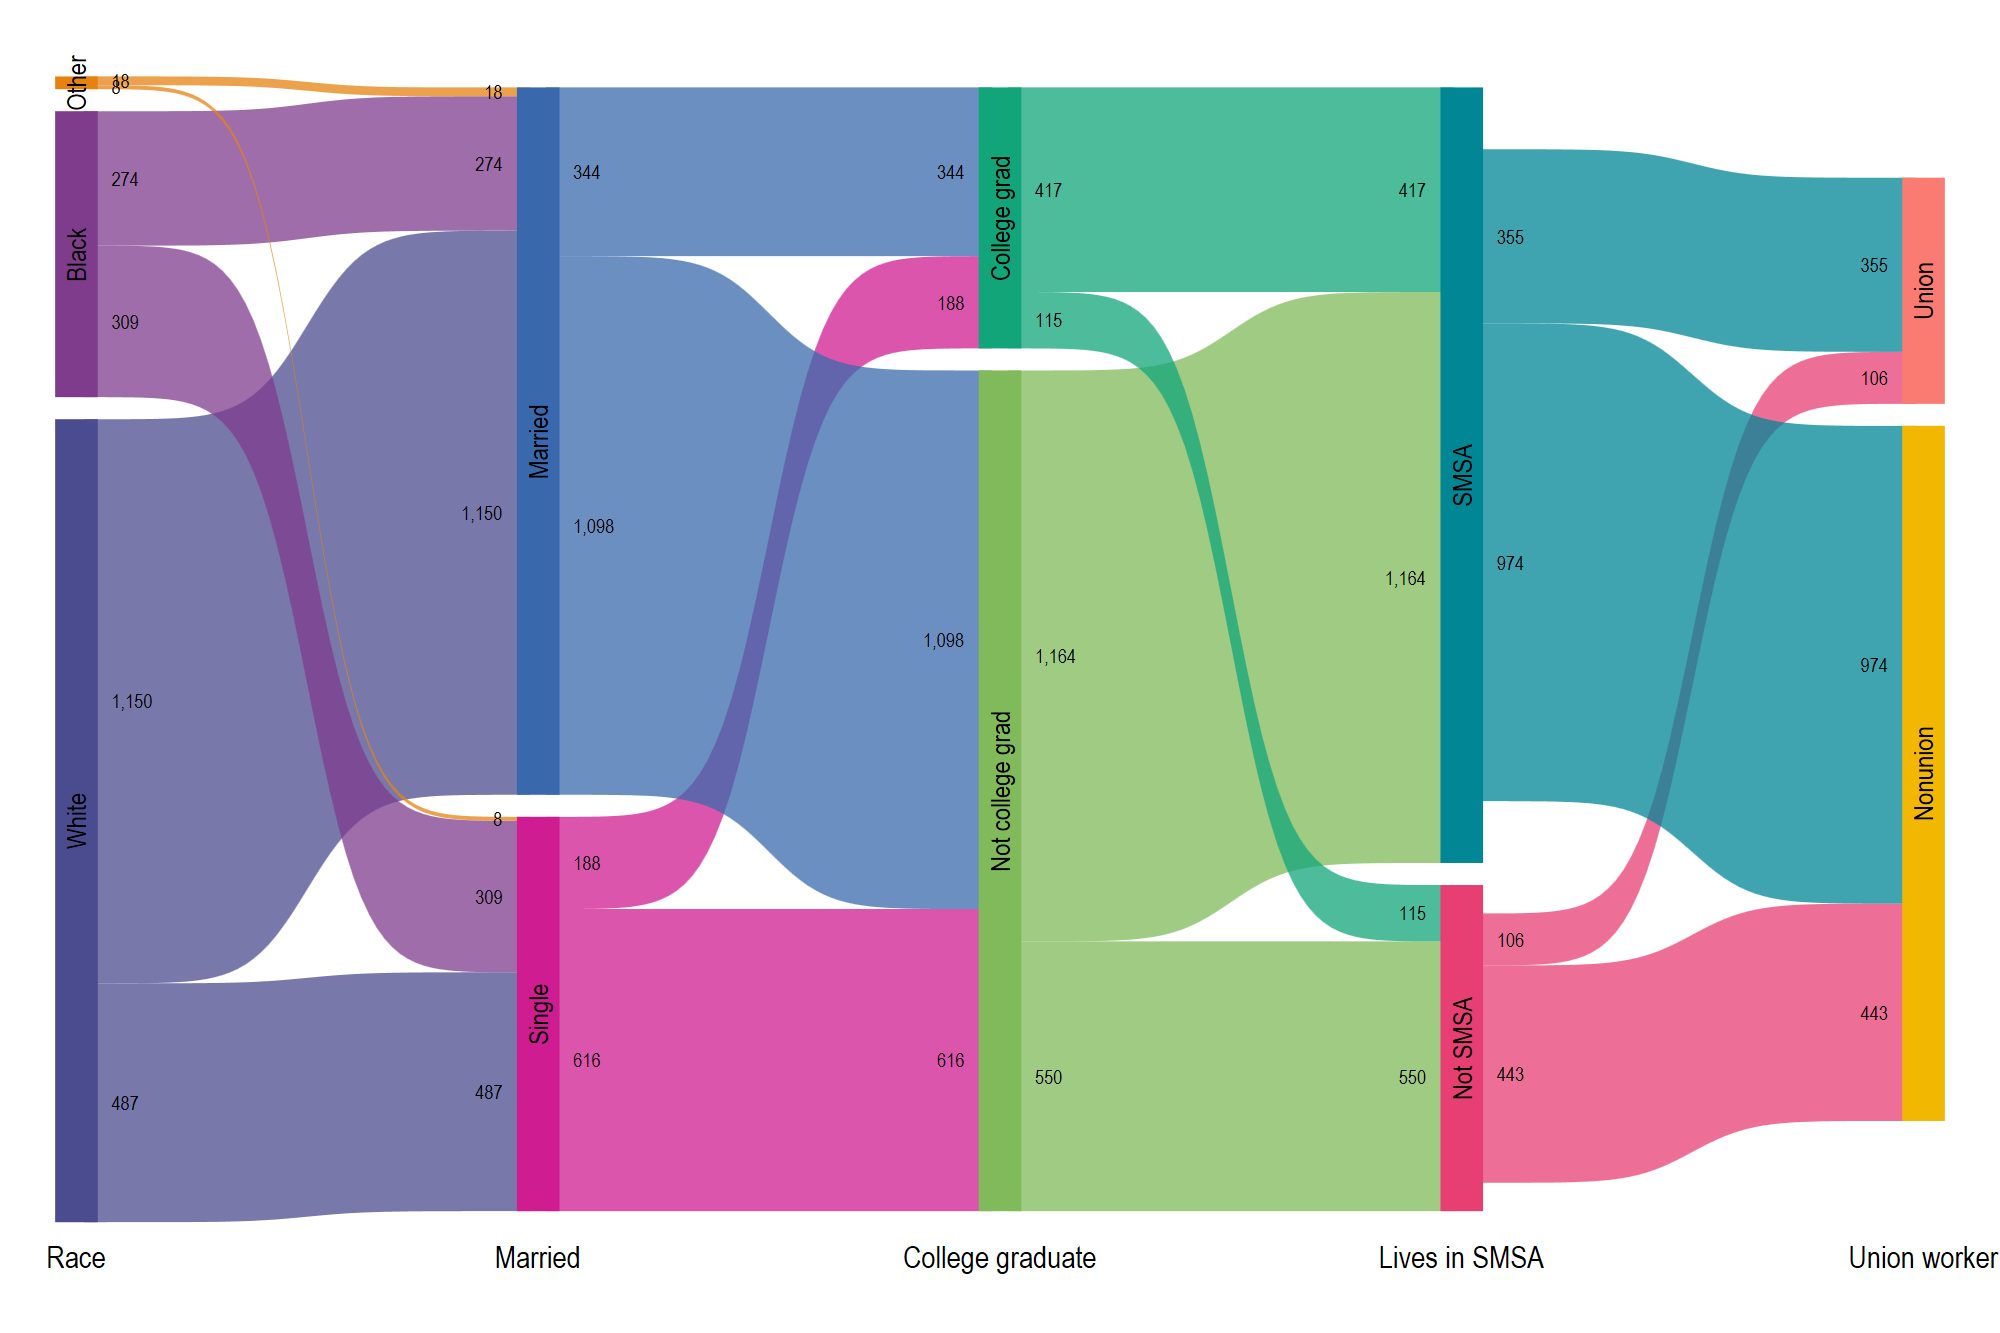 Other
18
8
Black
274
309
White
1,150
487
18
274
1,150
Married
344
1,098
8
309
487
Single
188
616
344
188
College grad
417
115
1,098
616
Not college grad
1,164
550
417
1,164
SMSA
355
974
115
550
Not SMSA
106
443
355
106
Union
974
443
Nonunion
Race
Married
College graduate
Lives in SMSA
Union worker